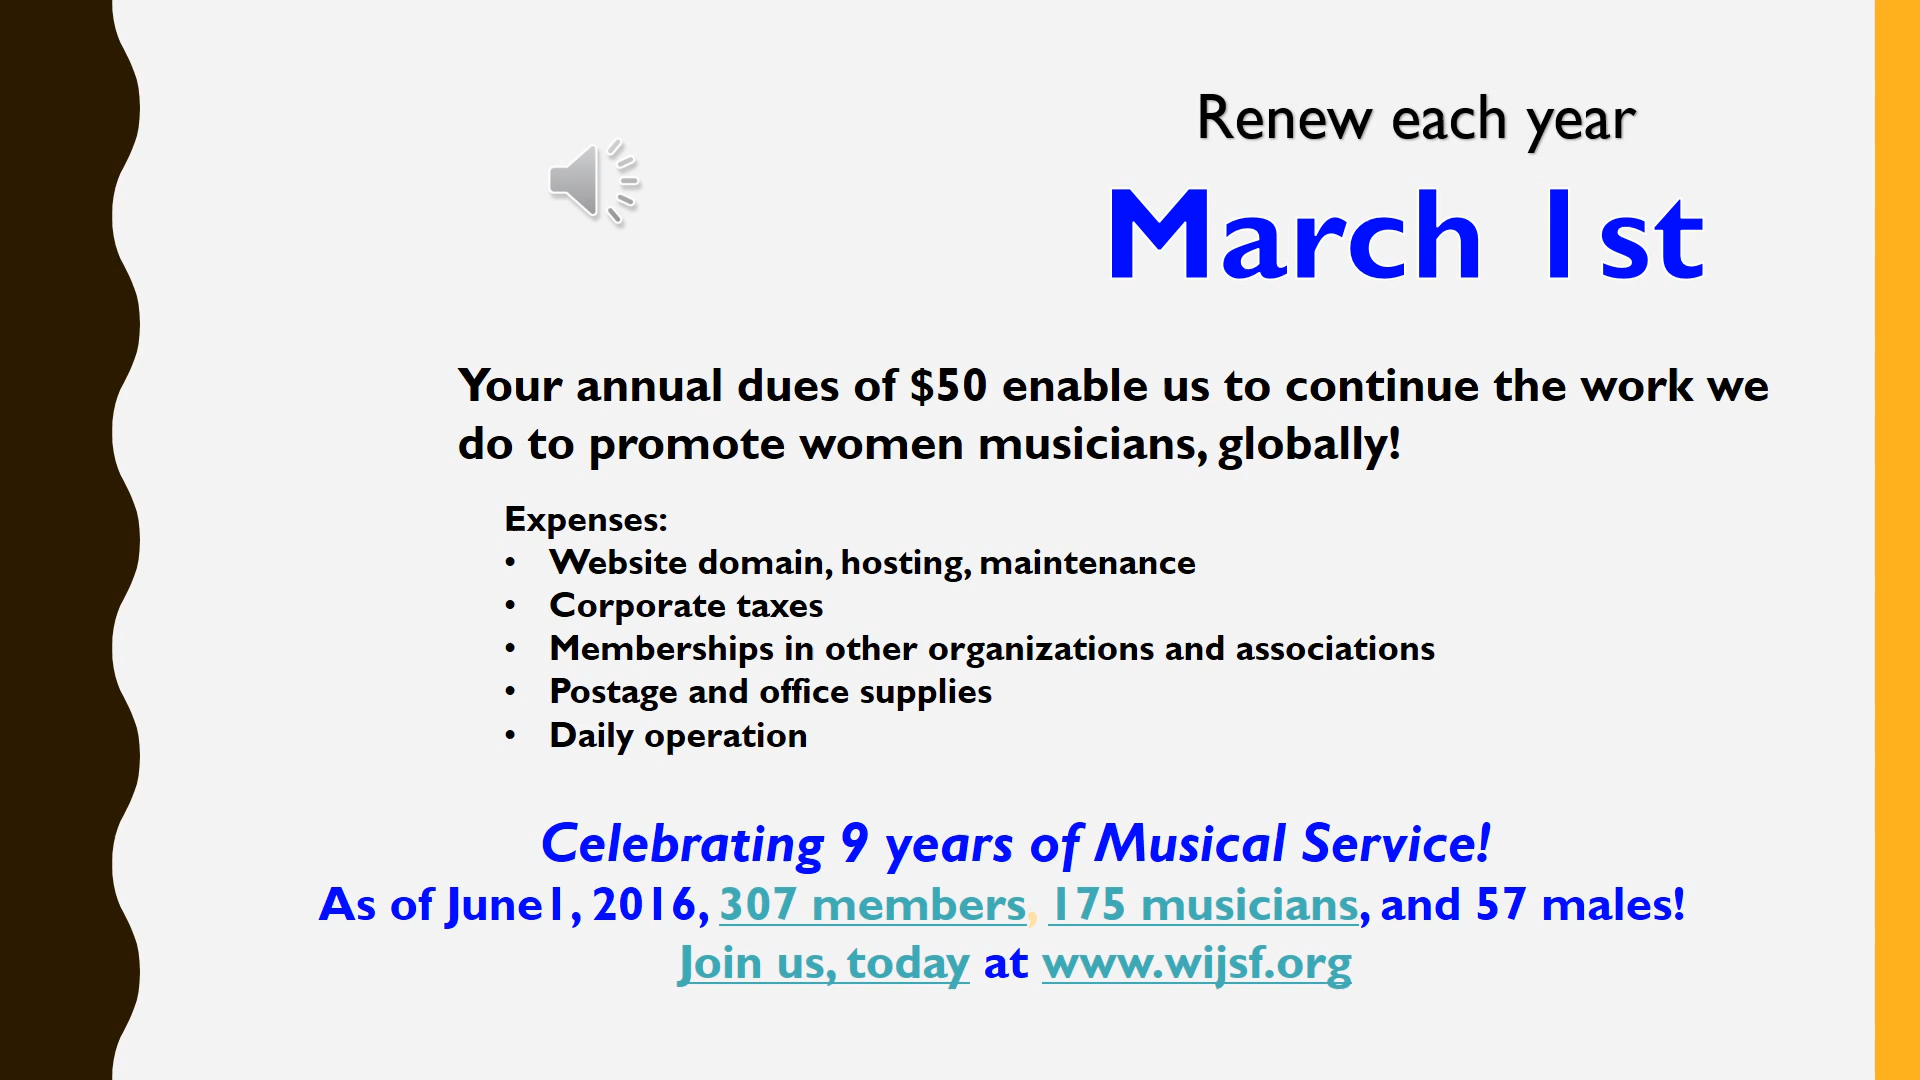 Renew each year
March 1st
Your annual dues of $50 enable us to continue the work we
do to promote women musicians, globally!
Expenses:
• Website domain, hosting, maintenance
• Corporate taxes
• Memberships in other organizations and associations
• Postage and office supplies
• Daily operation
Celebrating 9 years of Musical Service!
As of June1, 2016, 307 members, 175 musicians, and 57 males!
Join us, today at www.wijsf.org